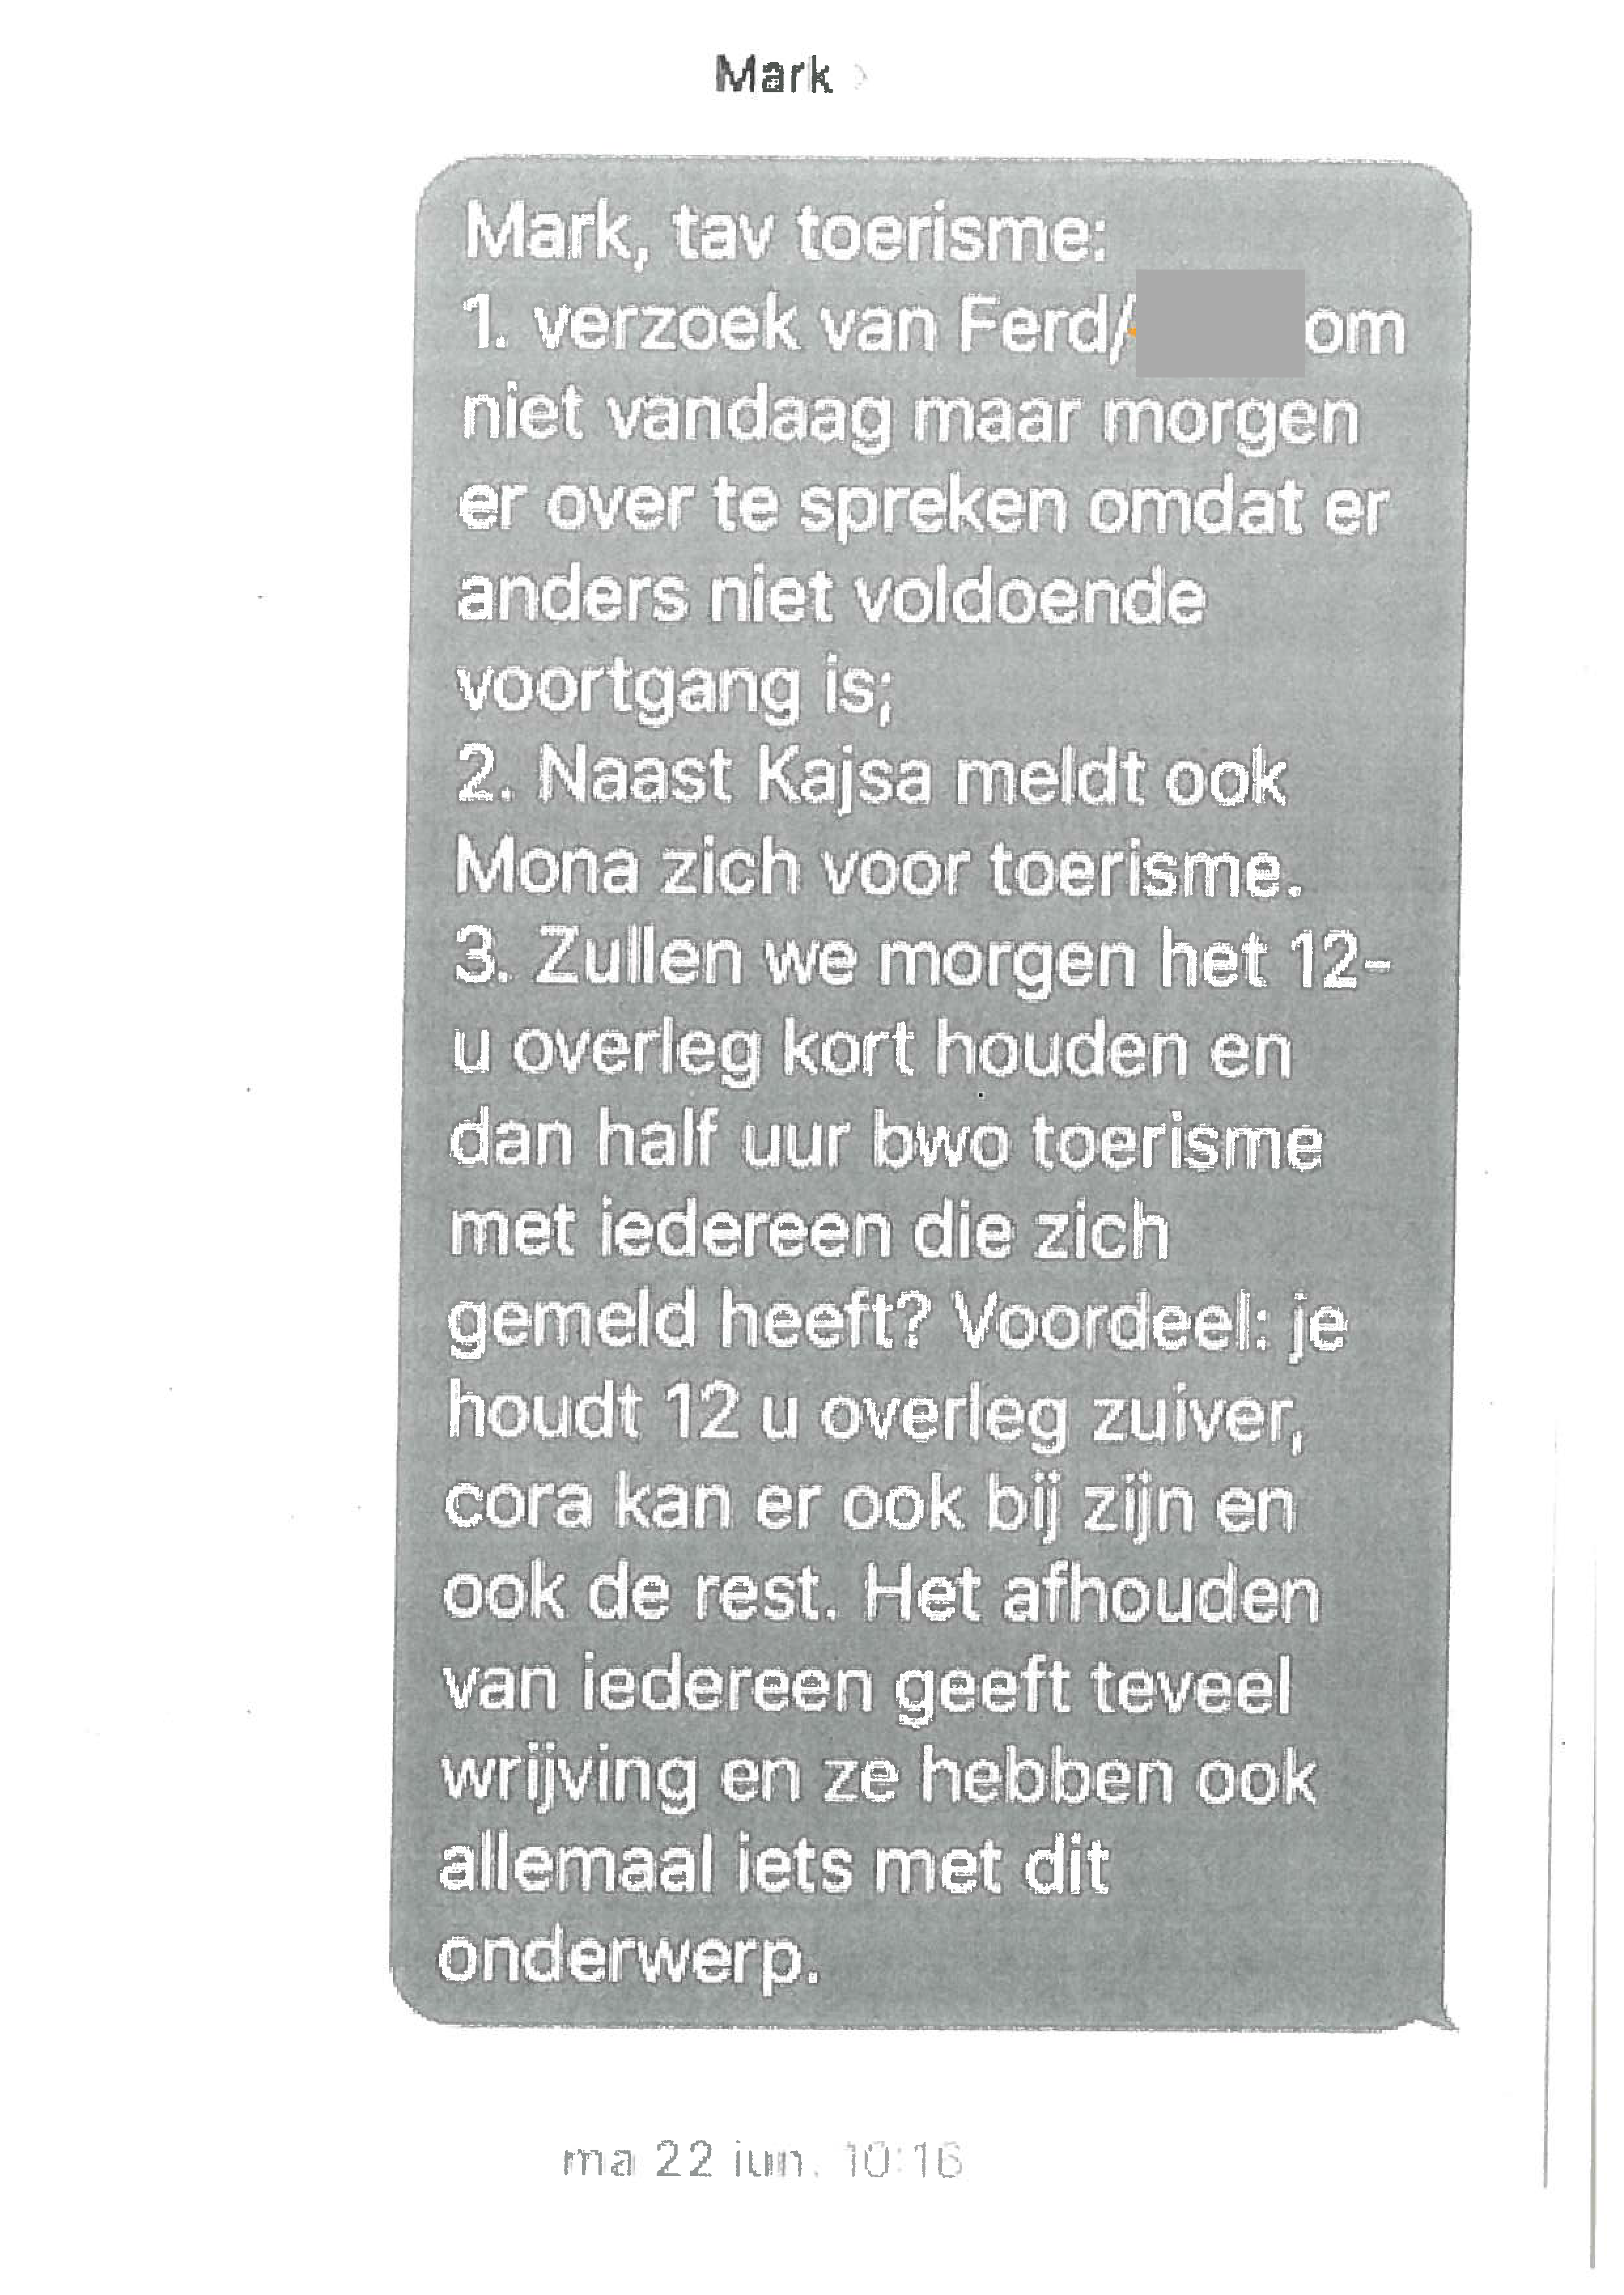 Mark
Mark, tav toerisme:
1. verzoek van Ferd/ om
niet vandaag maar morgen
er over te spreken omdat er
anders niet voldoende
voortgang is;
2. Naast Kajsa meldt ook
Mona zich voor toerisme.
3. Zullen we morgen het 12-
u overleg kort houden en
dan half uur bwo toerisme
met iedereen die zich
gemeld heeft? Voordeel: je
houdt 12 u overleg zuiver,
cora kan er ook bij zijn en
ook de rest. Het afhouden
van iedereen geeft teveel
wrijving en ze hebben ook
allemaal iets met dit
onderwerp.
ma 22 jun. 10:16